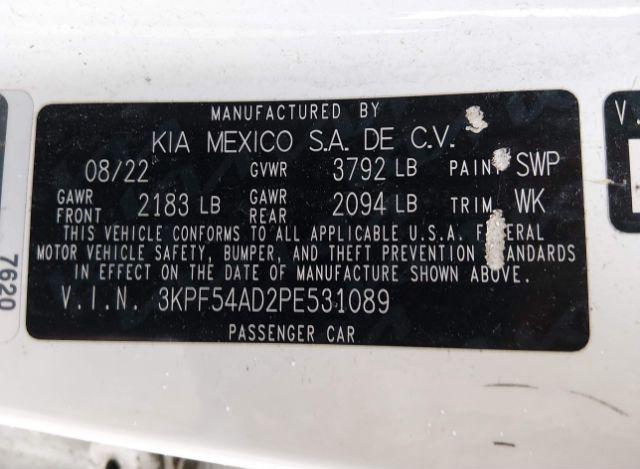 MANUFACTURED BY
KIA MEXICO S.A. DE C.V.
08/22 GVWR 3792 LB PAINT SWP
GAWR FRONT 2183 LB GAWR REAR 2094 LB TRIM WK
THIS VEHICLE CONFORMS TO ALL APPLICABLE U.S.A. FEDERAL
MOTOR VEHICLE SAFETY, BUMPER, AND THEFT PREVENTION STANDARDS
IN EFFECT ON THE DATE OF MANUFACTURE SHOWN ABOVE.
V.I.N. 3KPF54AD2PE531089
PASSENGER CAR
7620
V.